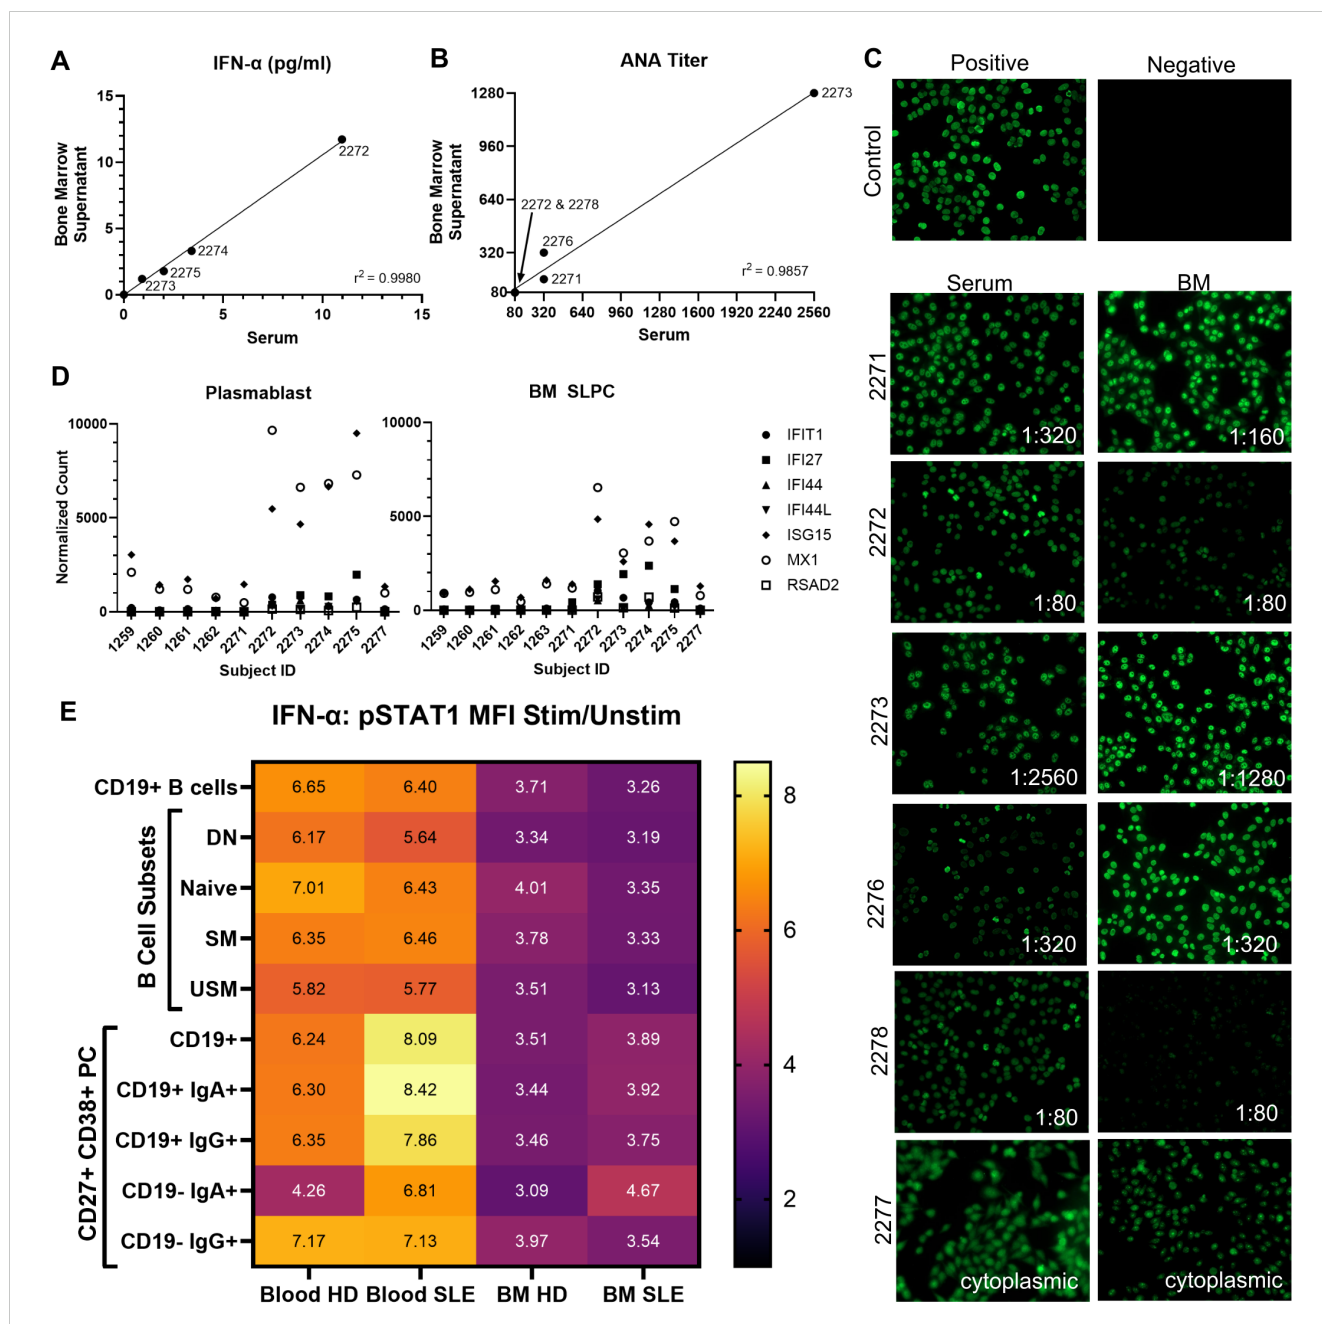 A
IFN-α (pg/ml)
Bone Marrow
Supernatant
15
10
5
0
2272
2274
2275
2273
r² = 0.9980
0
5
10
15
Serum
B
ANA Titer
Bone Marrow
Supernatant
1280
960
640
320
80
2273
2272 & 2278
2276
2271
r² = 0.9857
80
320
640
960
1280
1600
1920
2240
2560
Serum
C
Positive
Negative
Control
Serum
BM
2271
1:320
1:160
2272
1:80
1:80
2273
1:2560
1:1280
2276
1:320
1:320
2278
1:80
1:80
2277
cytoplasmic
cytoplasmic
D
Plasmablast
Normalized Count
10000
5000
0
1259
1260
1261
1262
2271
2272
2273
2274
2275
2277
Subject ID
BM SLPC
10000
5000
0
1259
1260
1261
1262
1263
2271
2272
2273
2274
2275
2277
Subject ID
IFIT1
IFI27
IFI44
IFI44L
ISG15
MX1
RSAD2
E
IFN-α: pSTAT1 MFI Stim/Unstim
B Cell Subsets
CD27+ CD38+ PC
CD19+ B cells 6.65 6.40 3.71 3.26
DN 6.17 5.64 3.34 3.19
Naive 7.01 6.43 4.01 3.35
SM 6.35 6.46 3.78 3.33
USM 5.82 5.77 3.51 3.13
CD19+ 6.24 8.09 3.51 3.89
CD19+ IgA+ 6.30 8.42 3.44 3.92
CD19+ IgG+ 6.35 7.86 3.46 3.75
CD19- IgA+ 4.26 6.81 3.09 4.67
CD19- IgG+ 7.17 7.13 3.97 3.54
Blood HD Blood SLE BM HD BM SLE
8
6
4
2